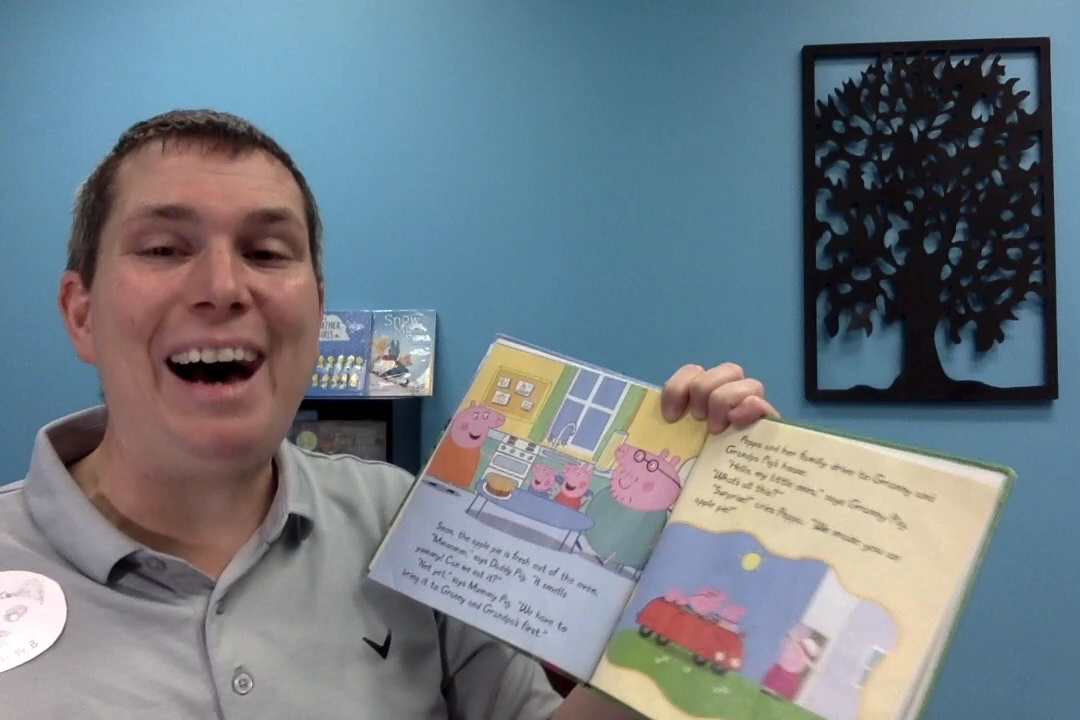 Snow
Soon, the apple pie is fresh out of the oven.
"Mmmmm," says Daddy Pig. "It smells
yummy! Can we eat it?"
"Not yet," says Mummy Pig. "We have to
bring it to Granny and Grandpa's first."
Peppa and her family drive to Granny and
Grandpa Pig's house.
"Hello, my little ones," says Granny Pig.
"What's all this?"
"Surprise!" cries Peppa. "We made you an
apple pie!"